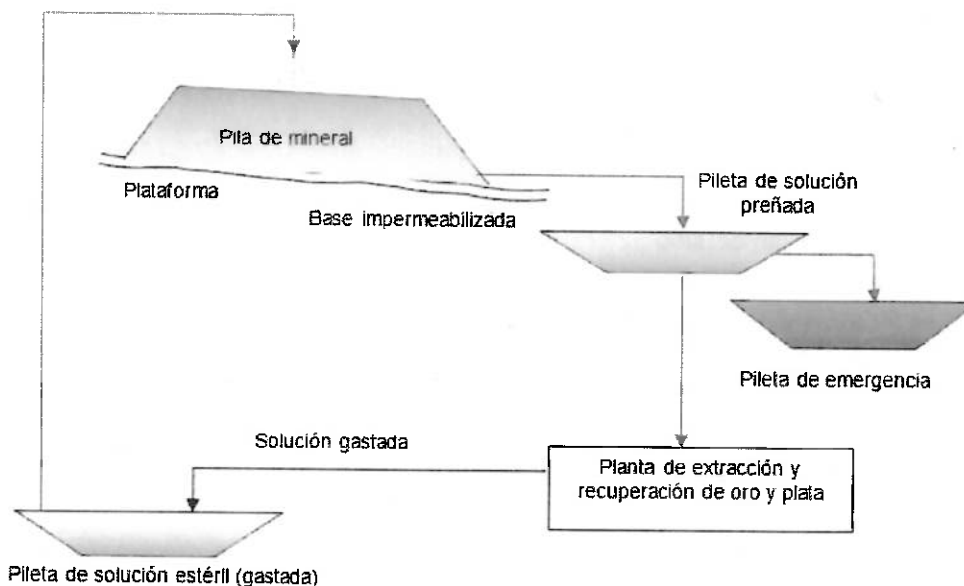 Pila de mineral
Plataforma
Base impermeabilizada
Pileta de solución
preñada
Pileta de emergencia
Solución gastada
Planta de extracción y
recuperación de oro y plata
Pileta de solución estéril (gastada)